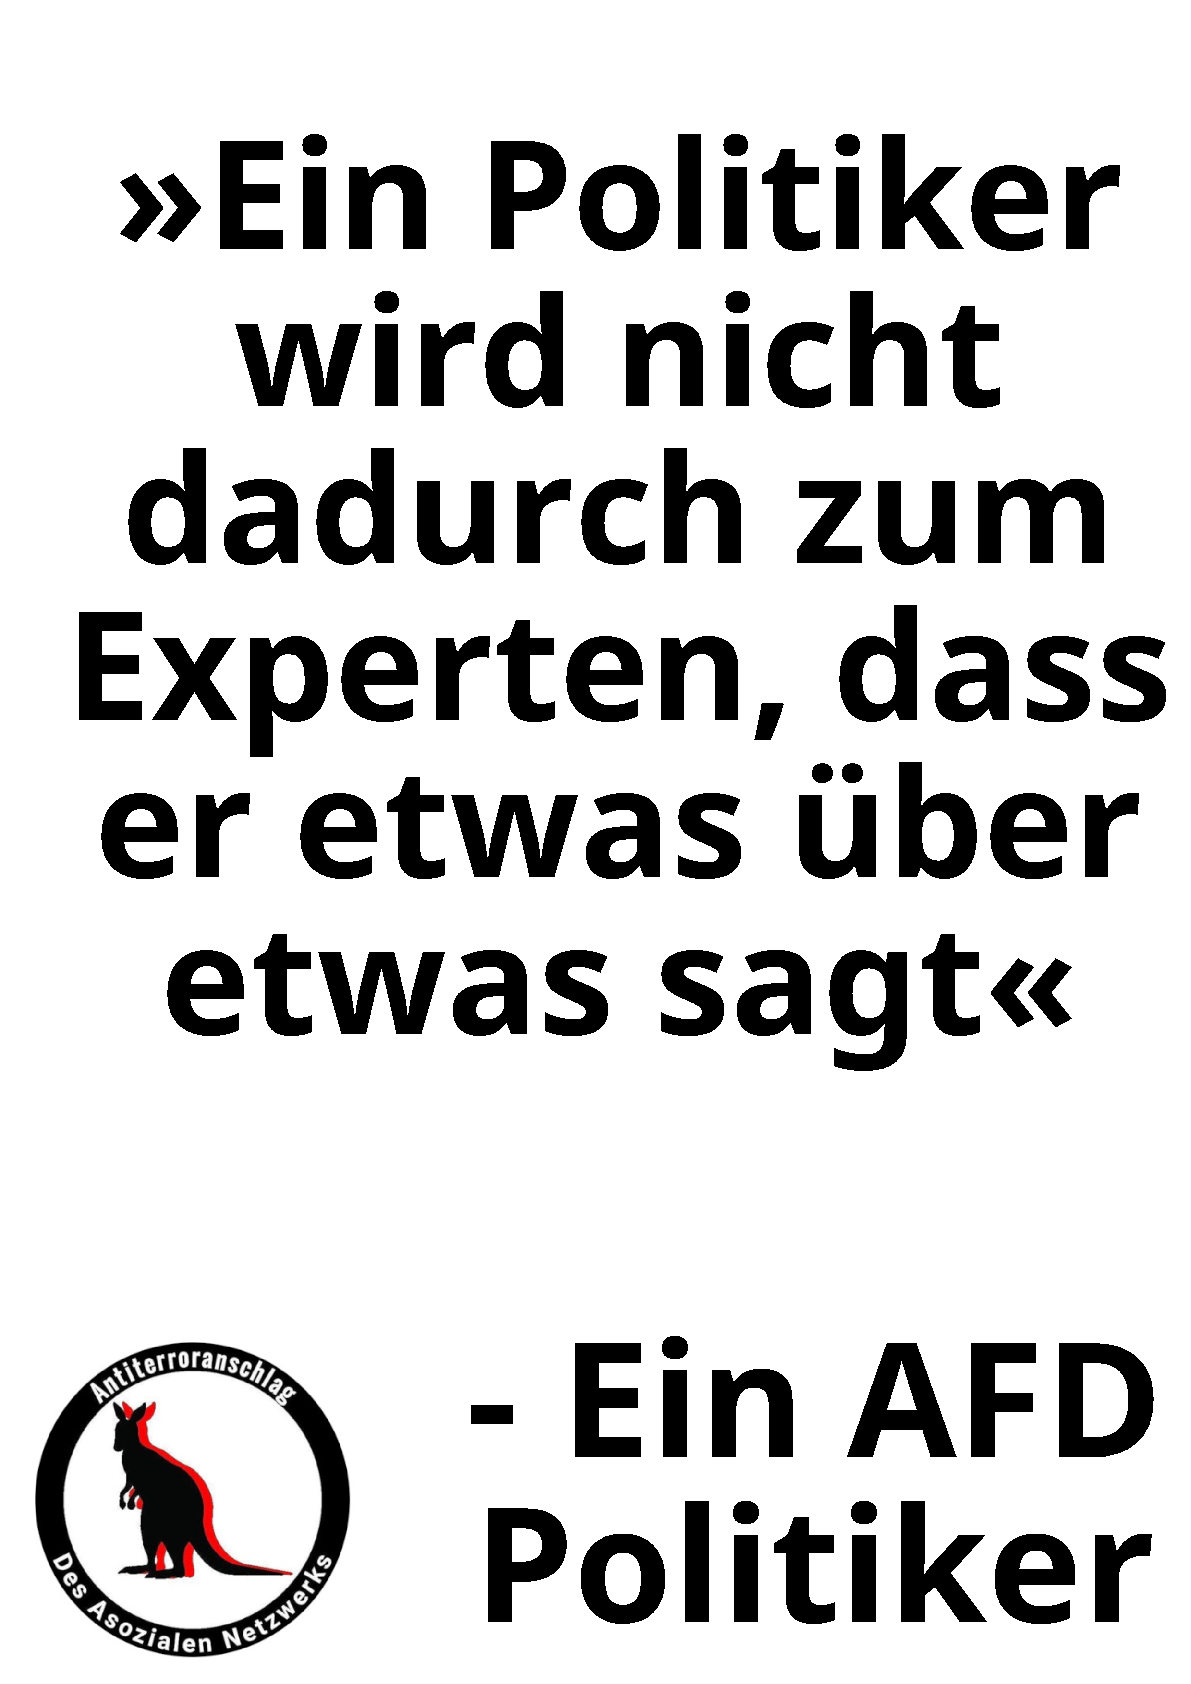 »Ein Politiker
wird nicht
dadurch zum
Experten, dass
er etwas über
etwas sagt«
- Ein AFD
Politiker
Antiterroranschlag
Des Asozialen Netzwerks